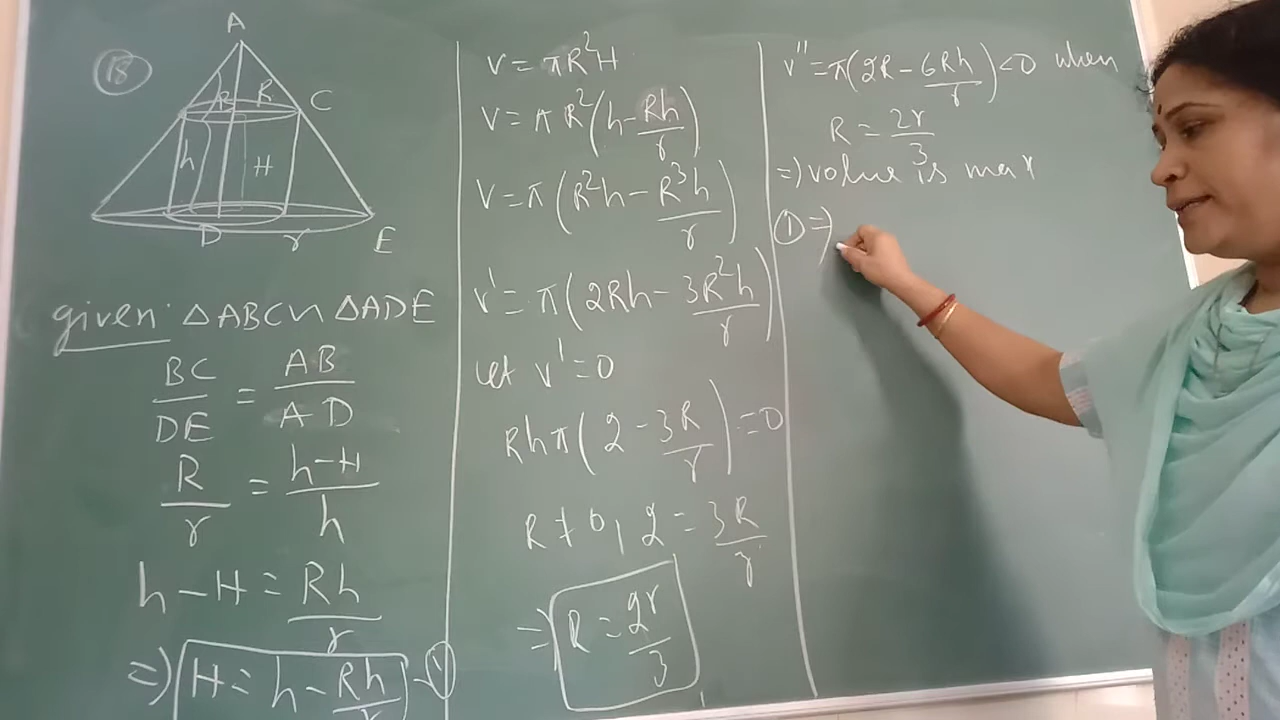 18
A
R R C
h H
D r E
given: △ABC ∽ △ADE
BC/DE = AB/AD
R/r = h-H/h
h - H = Rh/r
=) H = h - Rh/r - ①
V = πR²H
V = πR²(h - Rh/r)
V = π(R²h - R³h/r)
V' = π(2Rh - 3R²h/r)
let V' = 0
Rhπ(2 - 3R/r) = 0
R ≠ 0, 2 = 3R/r
=) R = 2r/3
V'' = π(2R - 6Rh/r) < 0 when
R = 2r/3
=) volue is max
① =)